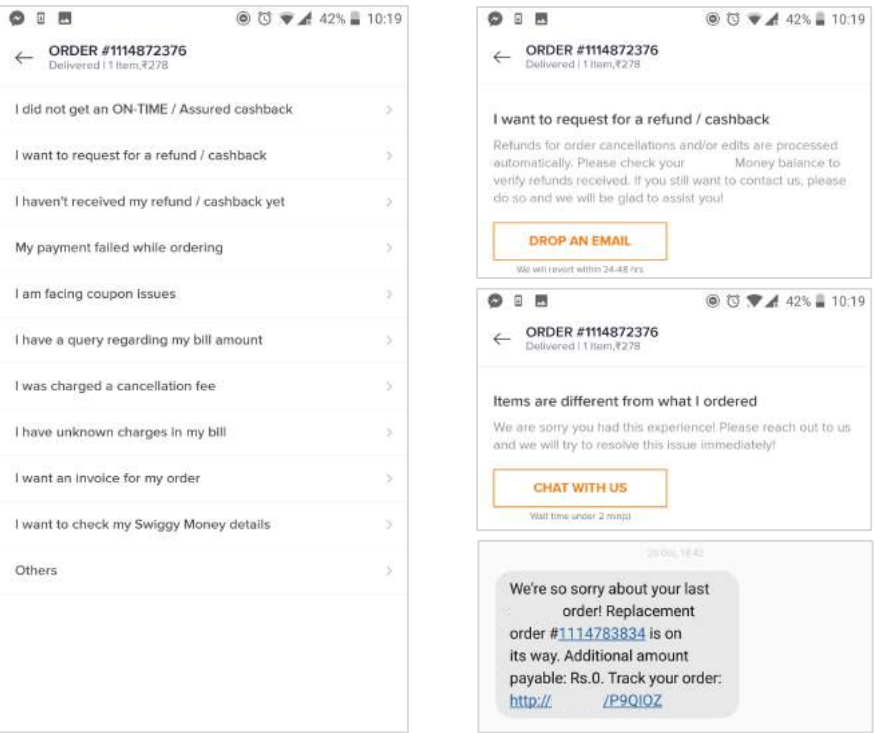 42% 10:19
ORDER #1114872376
Delivered | 1 Item,₹278
I did not get an ON-TIME / Assured cashback
I want to request for a refund / cashback
I haven't received my refund / cashback yet
My payment failed while ordering
I am facing coupon issues
I have a query regarding my bill amount
I was charged a cancellation fee
I have unknown charges in my bill
I want an invoice for my order
I want to check my Swiggy Money details
Others
42% 10:19
ORDER #1114872376
Delivered | 1 Item,₹278
I want to request for a refund / cashback
Refunds for order cancellations and/or edits are processed
automatically. Please check your Money balance to
verify refunds received. If you still want to contact us, please
do so and we will be glad to assist you!
DROP AN EMAIL
We will revert within 24-48 hrs
42% 10:19
ORDER #1114872376
Delivered | 1 Item,₹278
Items are different from what I ordered
We are sorry you had this experience! Please reach out to us
and we will try to resolve this issue immediately!
CHAT WITH US
Wait time under 2 min(s)
We're so sorry about your last
order! Replacement
order #1114783834 is on
its way. Additional amount
payable: Rs.0. Track your order:
http:// /P9QIOZ